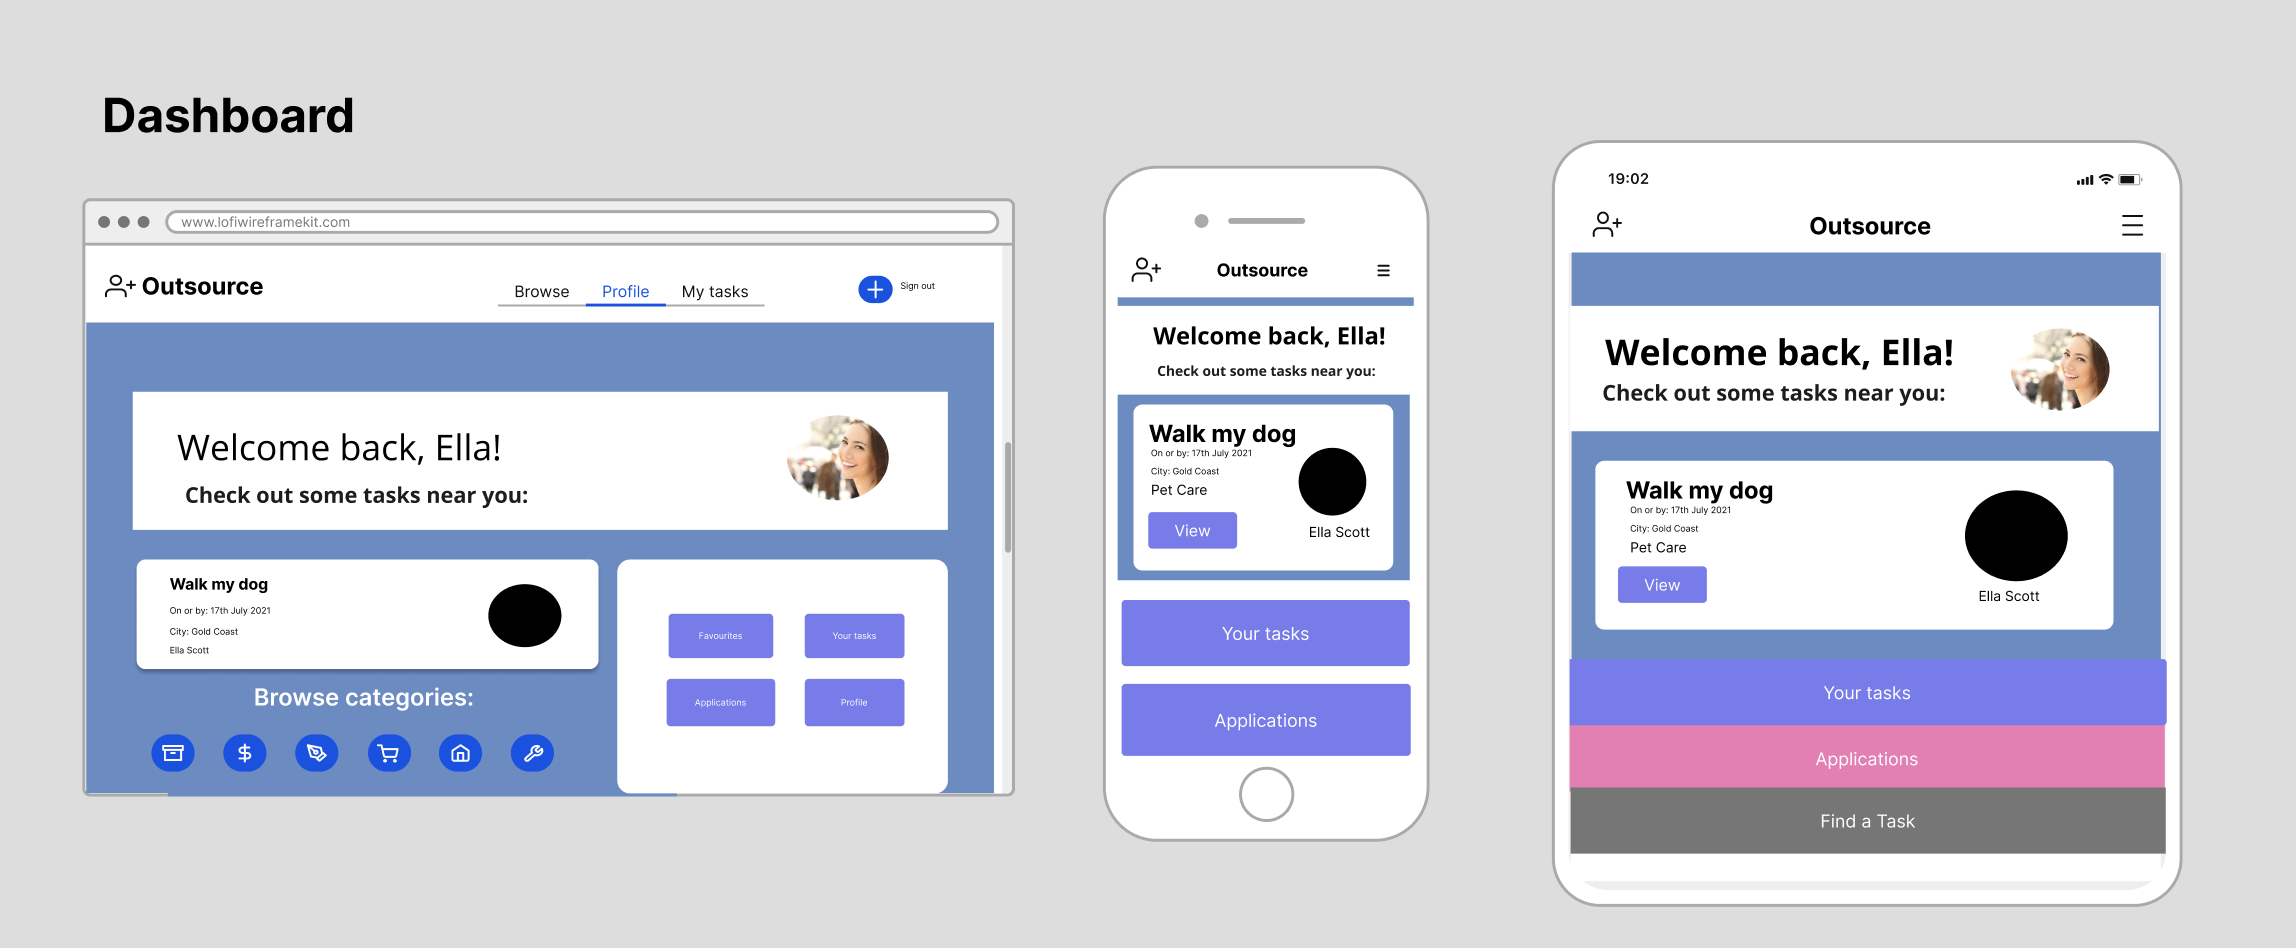 Dashboard
www.lofiwireframekit.com
Outsource
Browse Profile My tasks
Sign out
Welcome back, Ella!
Check out some tasks near you:
Walk my dog
On or by: 17th July 2021
City: Gold Coast
Ella Scott
Browse categories:
Favourites
Your tasks
Applications
Profile
Outsource
Welcome back, Ella!
Check out some tasks near you:
Walk my dog
On or by: 17th July 2021
City: Gold Coast
Pet Care
View
Ella Scott
Your tasks
Applications
19:02
Outsource
Welcome back, Ella!
Check out some tasks near you:
Walk my dog
On or by: 17th July 2021
City: Gold Coast
Pet Care
View
Ella Scott
Your tasks
Applications
Find a Task